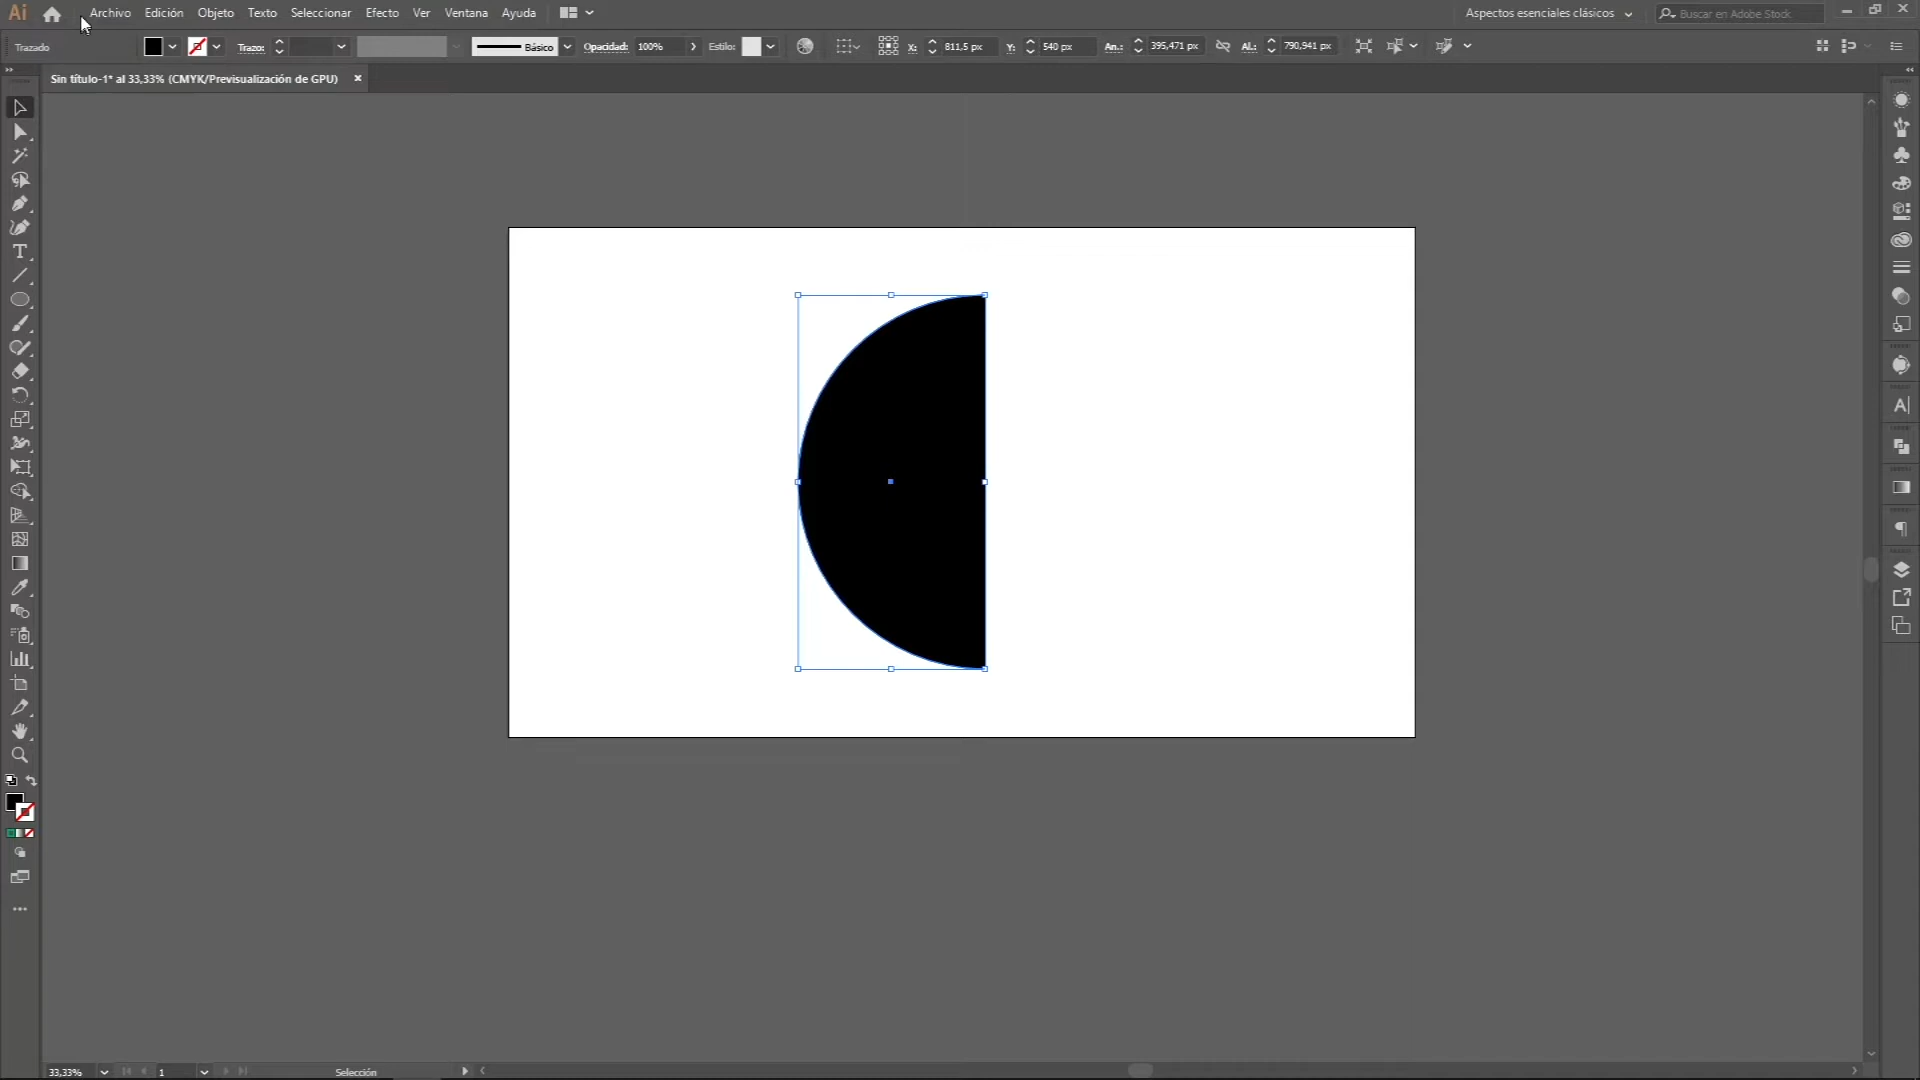 Ai Archivo Edición Objeto Texto Seleccionar Efecto Ver Ventana Ayuda Aspectos esenciales clásicos Buscar en Adobe Stock
Trazado Trazo: Básico Opacidad: 100% Estilo: X: 811,5 px Y: 540 px An.: 395,471 px AL: 790,941 px
Sin título-1* al 33,33% (CMYK/Previsualización de GPU)
33,33% 1 Selección